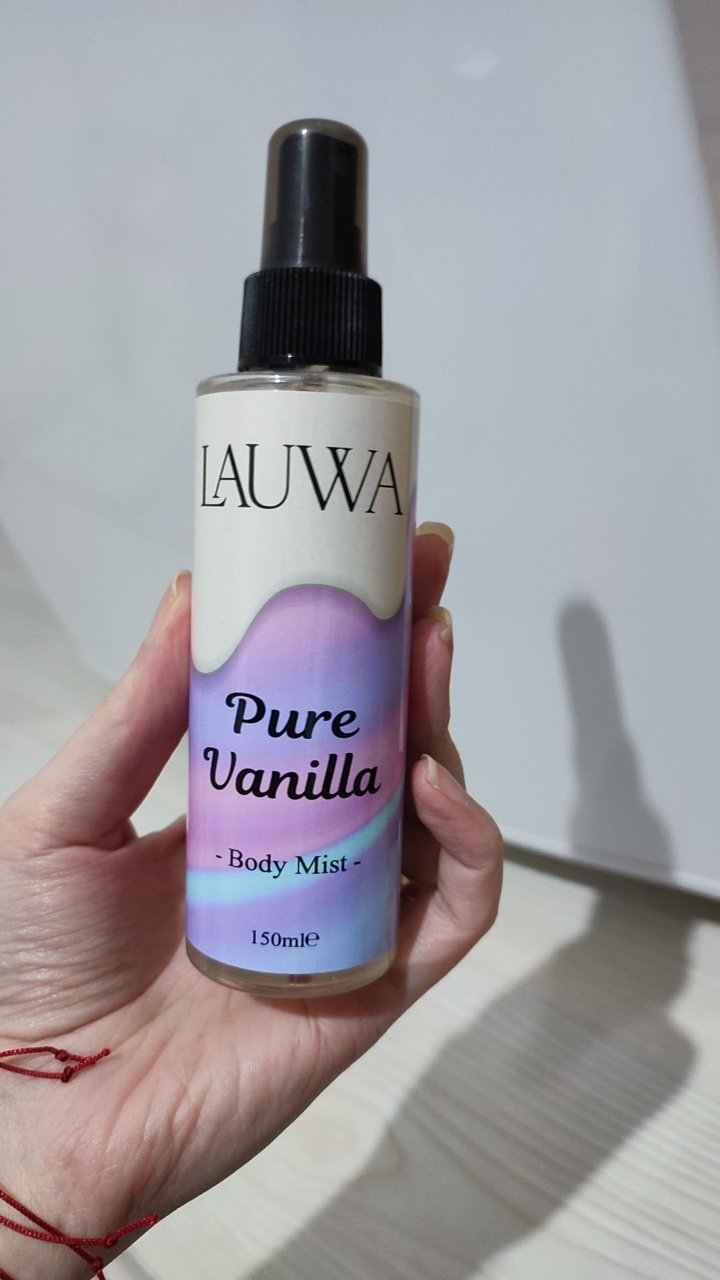 LAUWA
Pure
Vanilla
- Body Mist -
150ml℮